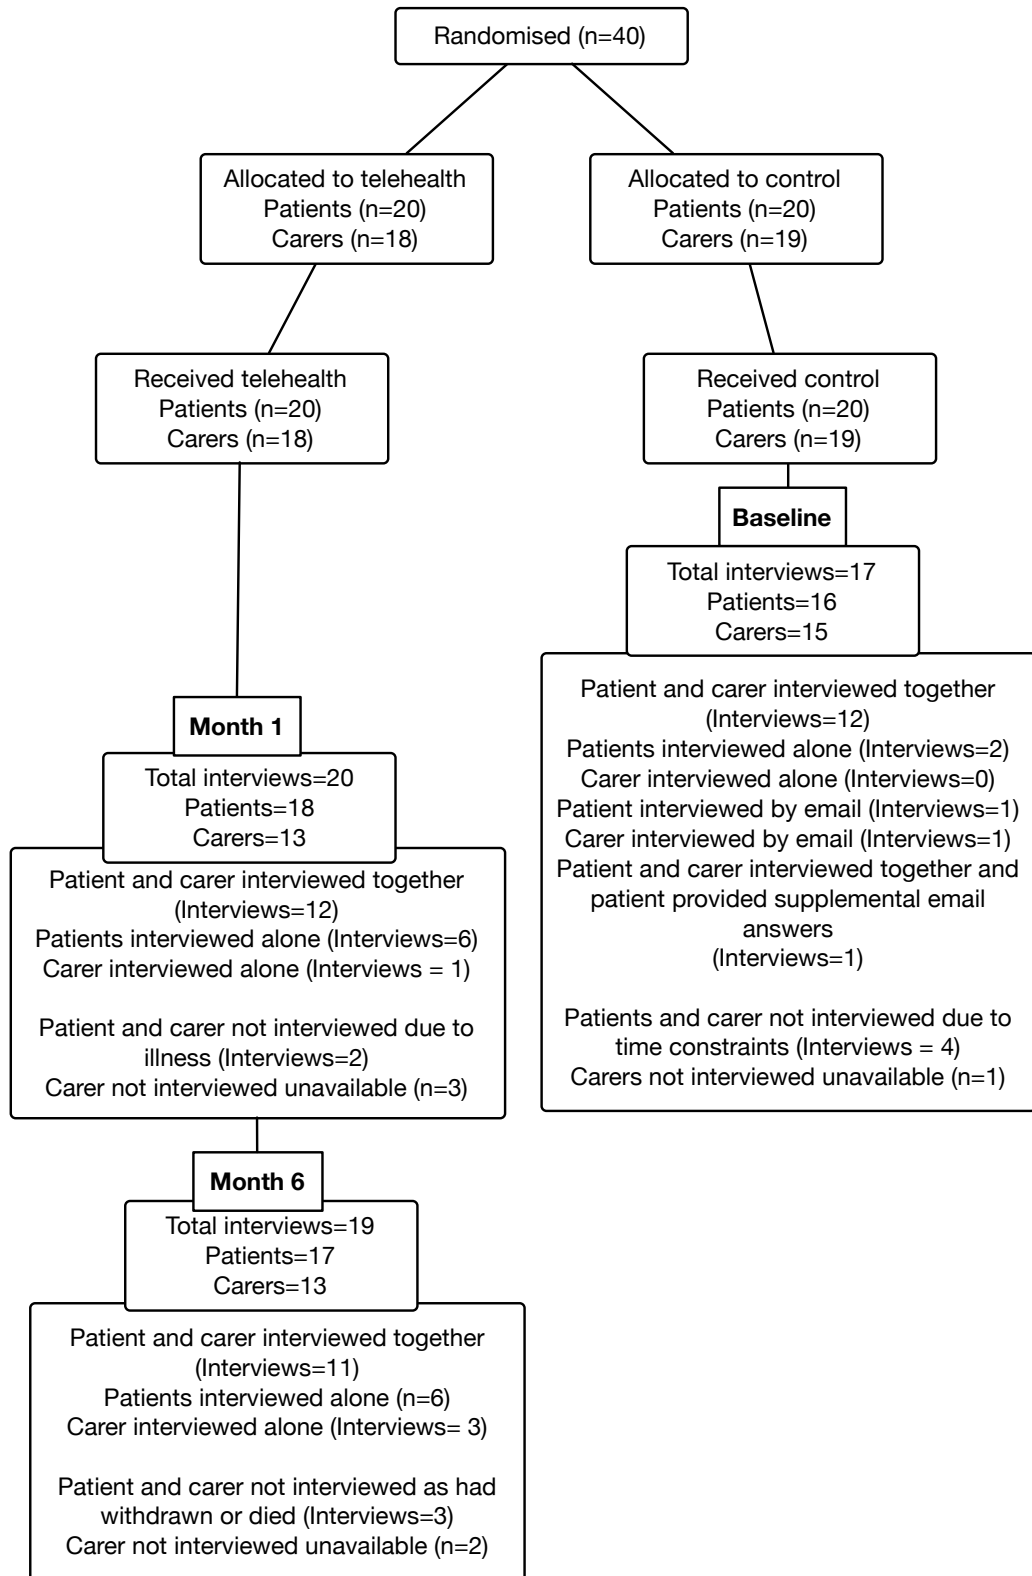 Randomised (n=40)
Allocated to telehealth
Patients (n=20)
Carers (n=18)
Allocated to control
Patients (n=20)
Carers (n=19)
Received telehealth
Patients (n=20)
Carers (n=18)
Received control
Patients (n=20)
Carers (n=19)
Baseline
Total interviews=17
Patients=16
Carers=15
Patient and carer interviewed together
(Interviews=12)
Patients interviewed alone (Interviews=2)
Carer interviewed alone (Interviews=0)
Patient interviewed by email (Interviews=1)
Carer interviewed by email (Interviews=1)
Patient and carer interviewed together and
patient provided supplemental email
answers
(Interviews=1)
Patients and carer not interviewed due to
time constraints (Interviews = 4)
Carers not interviewed unavailable (n=1)
Month 1
Total interviews=20
Patients=18
Carers=13
Patient and carer interviewed together
(Interviews=12)
Patients interviewed alone (Interviews=6)
Carer interviewed alone (Interviews = 1)
Patient and carer not interviewed due to
illness (Interviews=2)
Carer not interviewed unavailable (n=3)
Month 6
Total interviews=19
Patients=17
Carers=13
Patient and carer interviewed together
(Interviews=11)
Patients interviewed alone (n=6)
Carer interviewed alone (Interviews= 3)
Patient and carer not interviewed as had
withdrawn or died (Interviews=3)
Carer not interviewed unavailable (n=2)